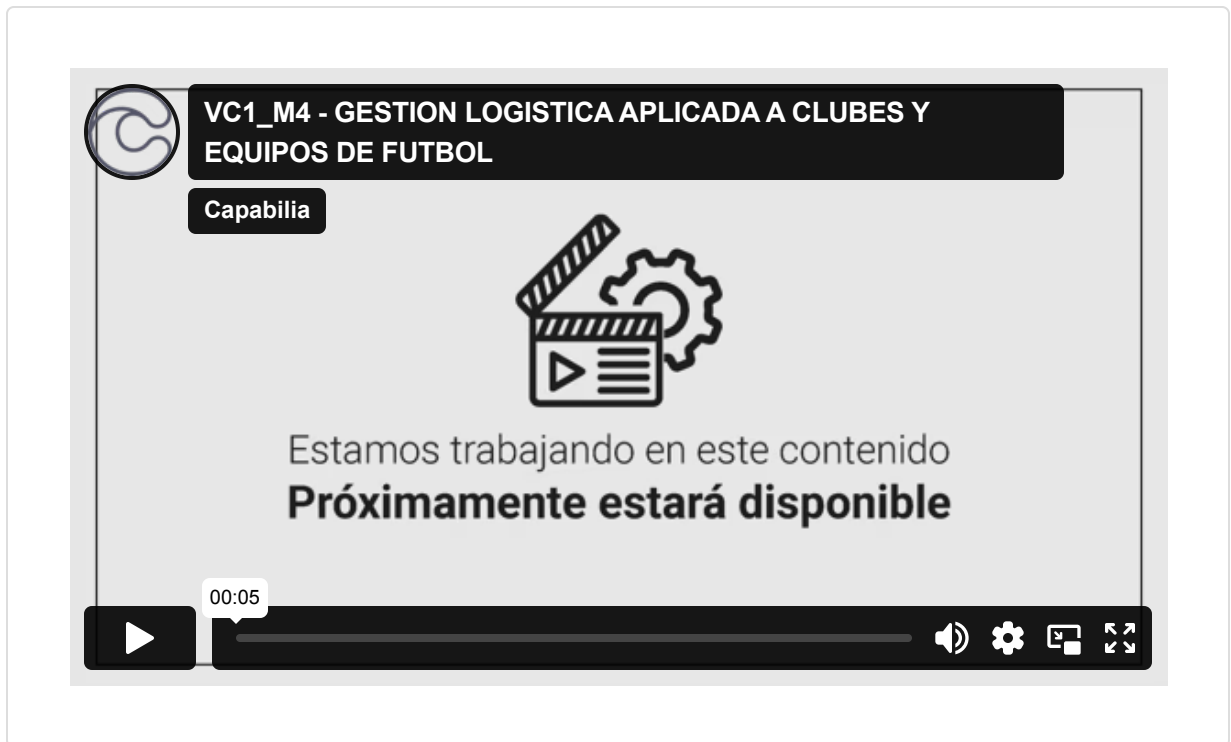 VC1_M4 - GESTION LOGISTICA APLICADA A CLUBES Y
EQUIPOS DE FUTBOL
Capabilia
Estamos trabajando en este contenido
Próximamente estará disponible
00:05